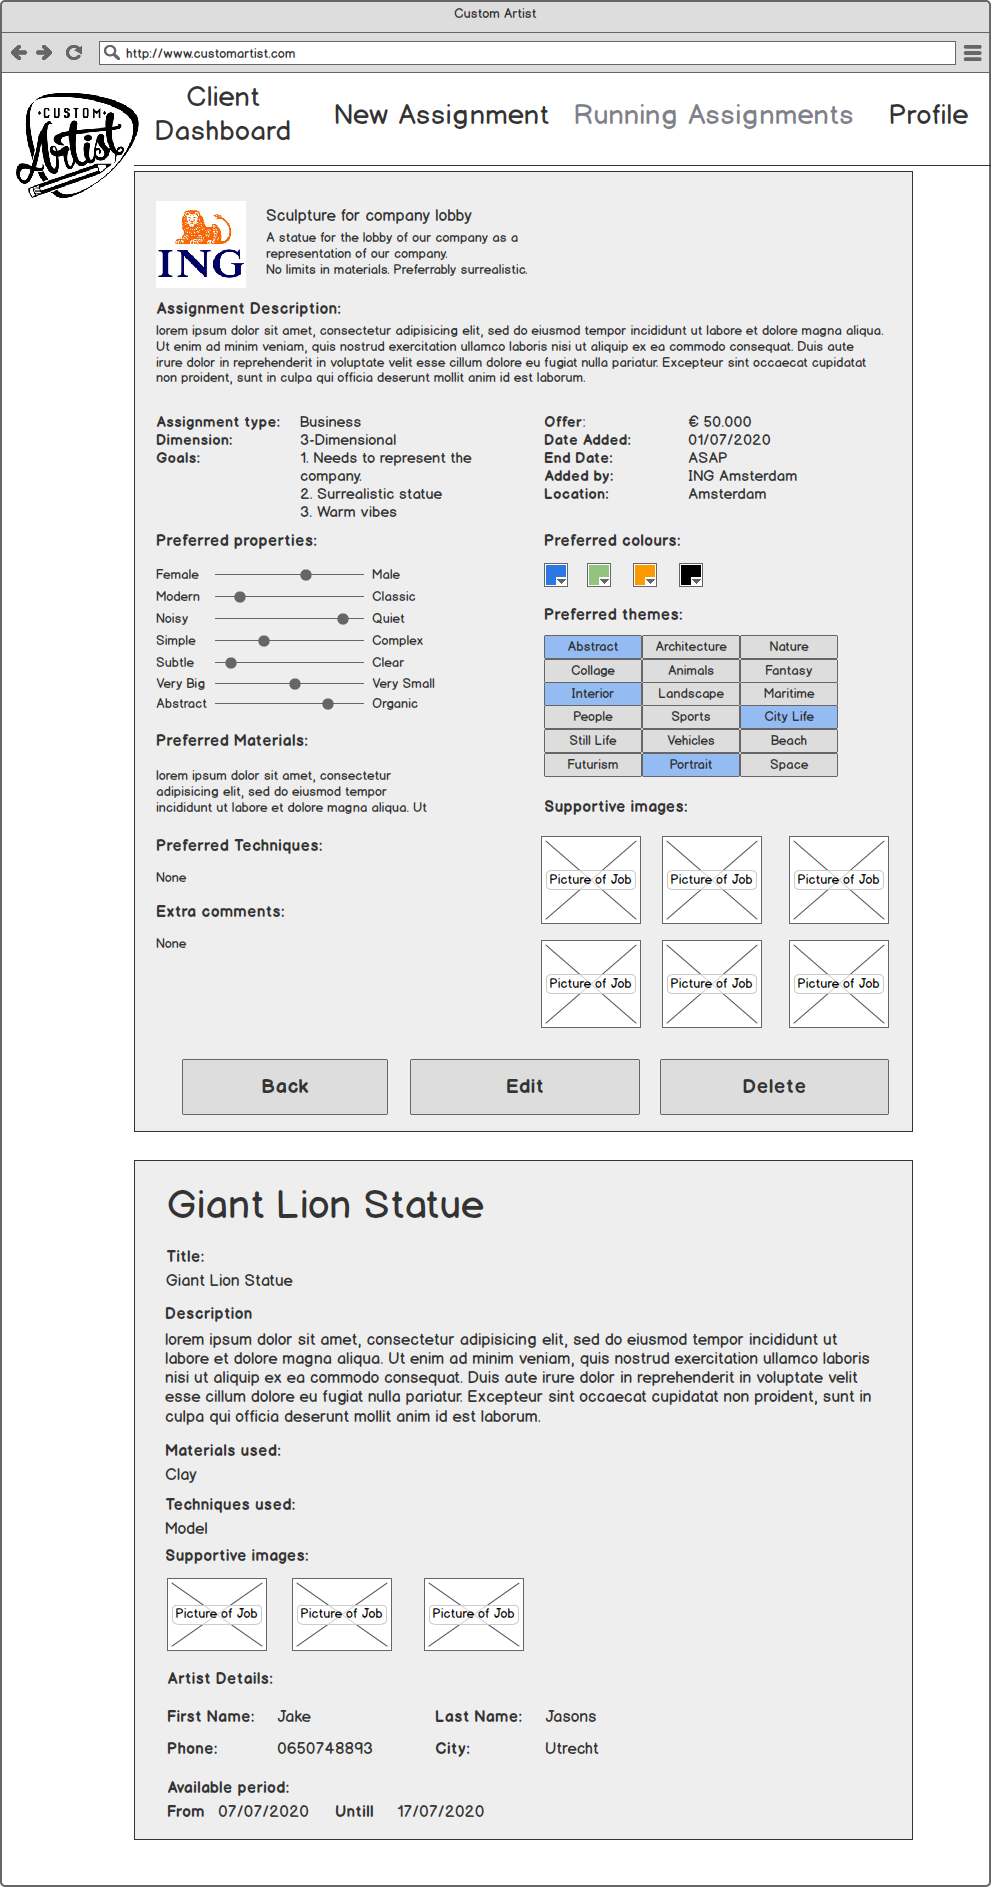 Custom Artist
http://www.customartist.com
CUSTOM
Artist
Client
Dashboard
New Assignment
Running Assignments
Profile
ING
Sculpture for company lobby
A statue for the lobby of our company as a
representation of our company.
No limits in materials. Preferrably surrealistic.
Assignment Description:
lorem ipsum dolor sit amet, consectetur adipisicing elit, sed do eiusmod tempor incididunt ut labore et dolore magna aliqua.
Ut enim ad minim veniam, quis nostrud exercitation ullamco laboris nisi ut aliquip ex ea commodo consequat. Duis aute
irure dolor in reprehenderit in voluptate velit esse cillum dolore eu fugiat nulla pariatur. Excepteur sint occaecat cupidatat
non proident, sunt in culpa qui officia deserunt mollit anim id est laborum.
Assignment type: Business
Dimension: 3-Dimensional
Goals: 1. Needs to represent the
company.
2. Surrealistic statue
3. Warm vibes
Offer: € 50.000
Date Added: 01/07/2020
End Date: ASAP
Added by: ING Amsterdam
Location: Amsterdam
Preferred properties:
Female Male
Modern Classic
Noisy Quiet
Simple Complex
Subtle Clear
Very Big Very Small
Abstract Organic
Preferred Materials:
lorem ipsum dolor sit amet, consectetur
adipisicing elit, sed do eiusmod tempor
incididunt ut labore et dolore magna aliqua. Ut
Preferred Techniques:
None
Extra comments:
None
Preferred colours:
Preferred themes:
Abstract Architecture Nature
Collage Animals Fantasy
Interior Landscape Maritime
People Sports City Life
Still Life Vehicles Beach
Futurism Portrait Space
Supportive images:
Picture of Job Picture of Job Picture of Job
Picture of Job Picture of Job Picture of Job
Back Edit Delete
Giant Lion Statue
Title:
Giant Lion Statue
Description
lorem ipsum dolor sit amet, consectetur adipisicing elit, sed do eiusmod tempor incididunt ut
labore et dolore magna aliqua. Ut enim ad minim veniam, quis nostrud exercitation ullamco laboris
nisi ut aliquip ex ea commodo consequat. Duis aute irure dolor in reprehenderit in voluptate velit
esse cillum dolore eu fugiat nulla pariatur. Excepteur sint occaecat cupidatat non proident, sunt in
culpa qui officia deserunt mollit anim id est laborum.
Materials used:
Clay
Techniques used:
Model
Supportive images:
Picture of Job Picture of Job Picture of Job
Artist Details:
First Name: Jake Last Name: Jasons
Phone: 0650748893 City: Utrecht
Available period:
From 07/07/2020 Untill 17/07/2020